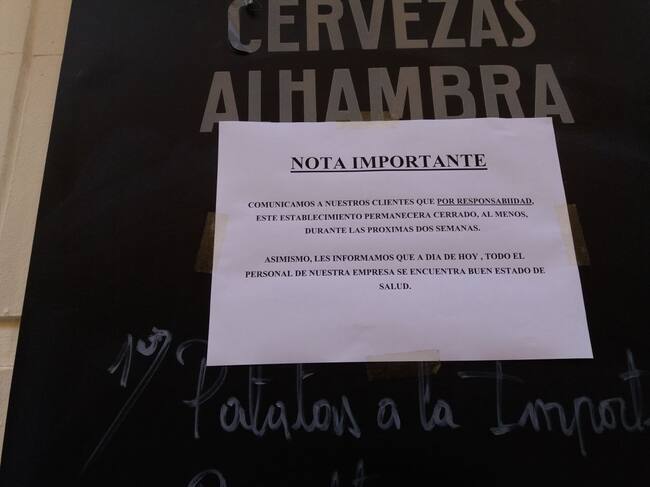 CERVEZAS
ALHAMBRA
NOTA IMPORTANTE
COMUNICAMOS A NUESTROS CLIENTES QUE POR RESPONSABIIDAD,
ESTE ESTABLECIMIENTO PERMANECERA CERRADO, AL MENOS,
DURANTE LAS PROXIMAS DOS SEMANAS.
ASIMISMO, LES INFORMAMOS QUE A DIA DE HOY , TODO EL
PERSONAL DE NUESTRA EMPRESA SE ENCUENTRA BUEN ESTADO DE
SALUD.
1os
Patatas a la Import